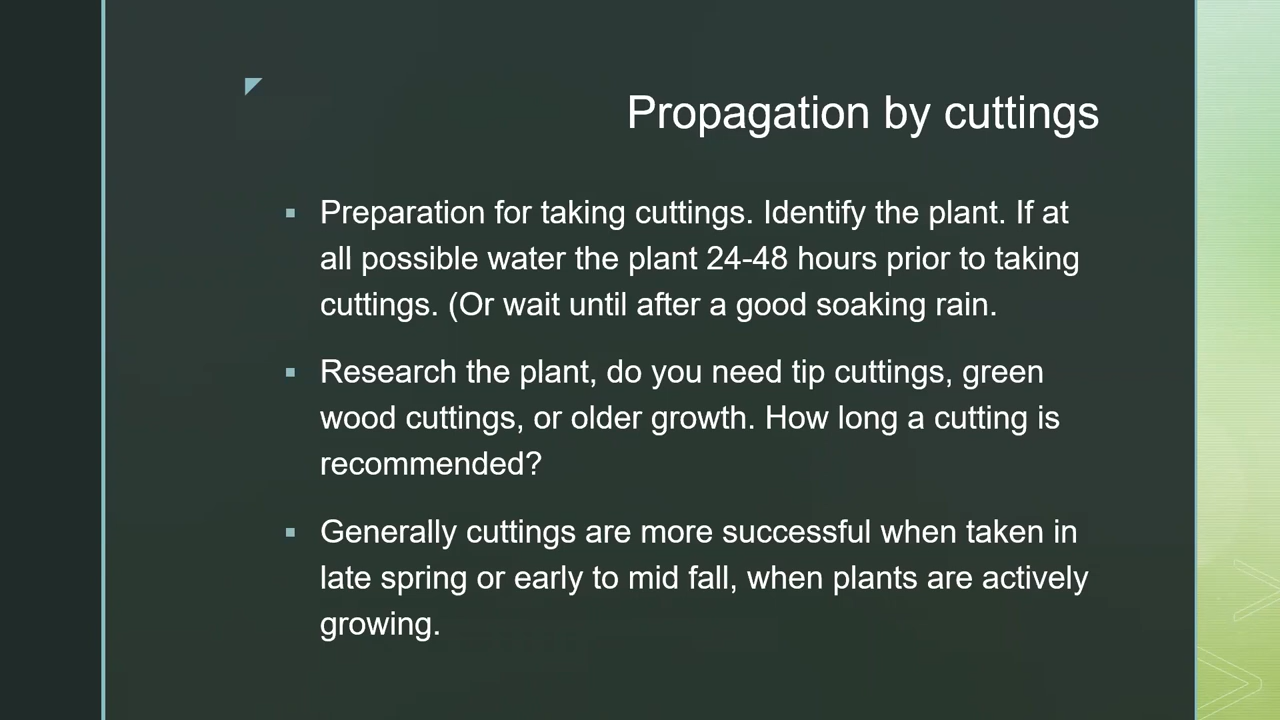 Propagation by cuttings
▪ Preparation for taking cuttings. Identify the plant. If at
all possible water the plant 24-48 hours prior to taking
cuttings. (Or wait until after a good soaking rain.
▪ Research the plant, do you need tip cuttings, green
wood cuttings, or older growth. How long a cutting is
recommended?
▪ Generally cuttings are more successful when taken in
late spring or early to mid fall, when plants are actively
growing.